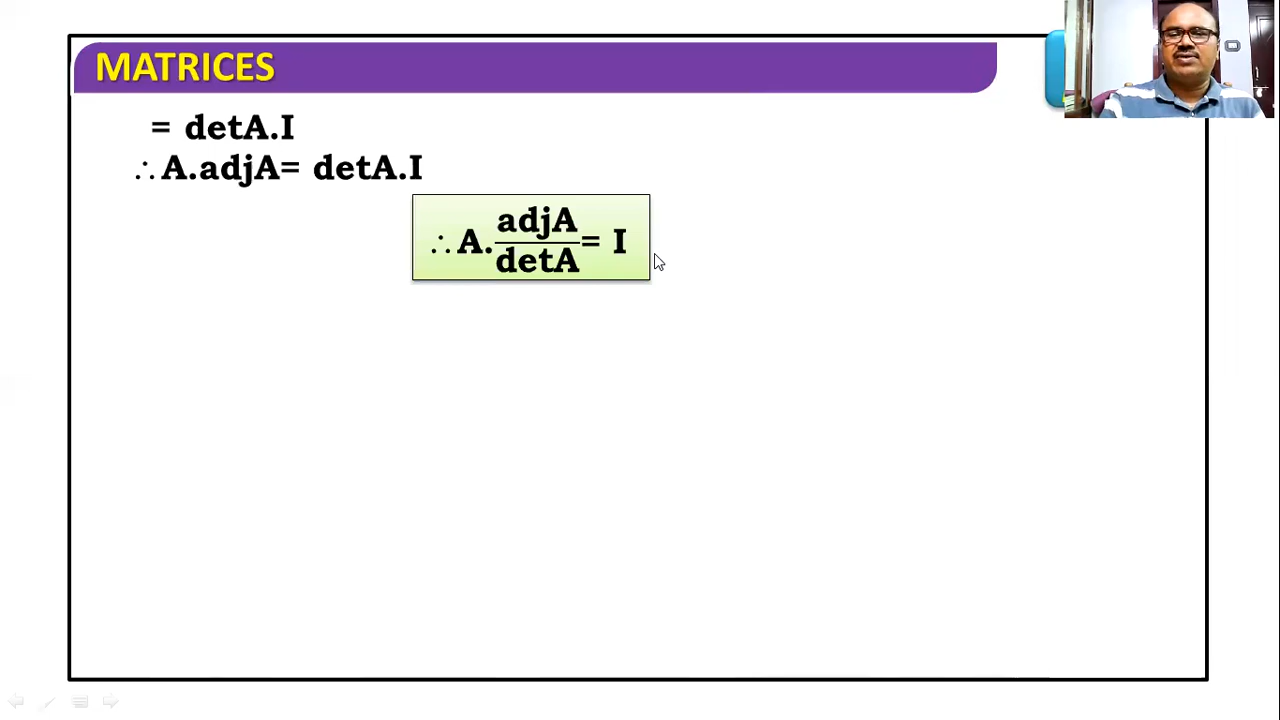 MATRICES
= detA.I
∴A.adjA= detA.I
∴A.adjA/detA= I